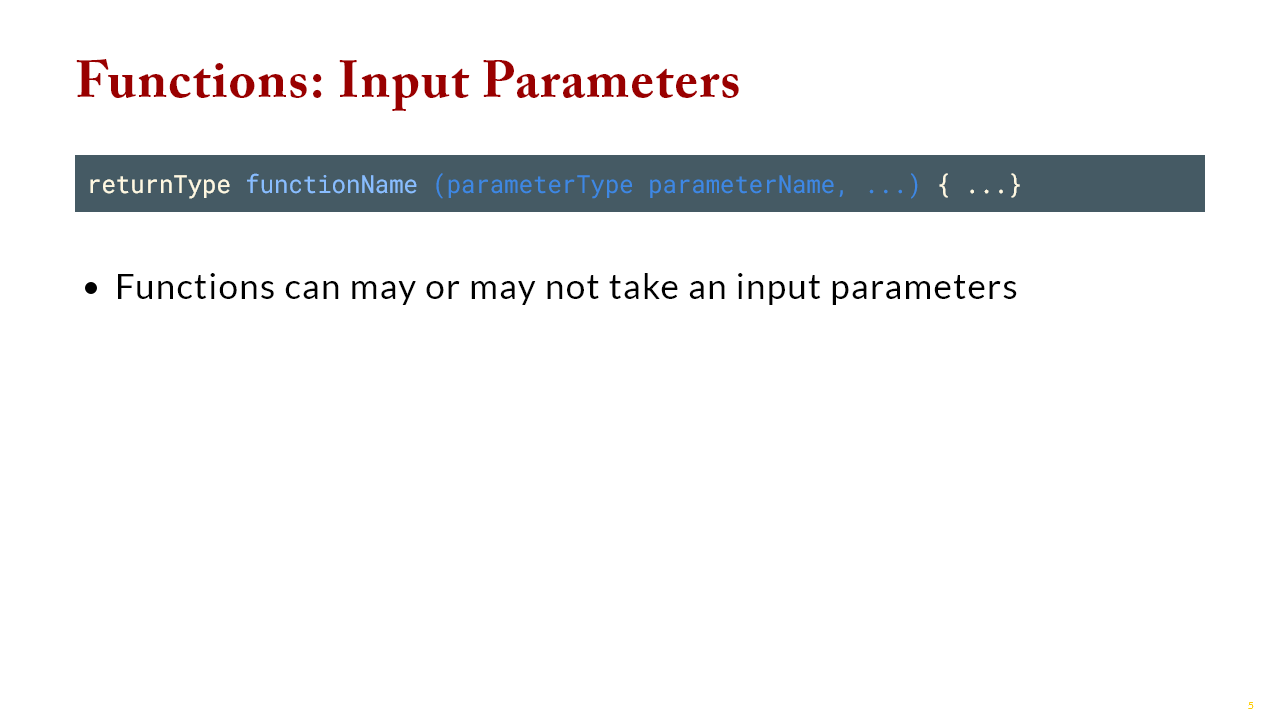 Functions: Input Parameters
returnType functionName (parameterType parameterName, ...) { ...}
• Functions can may or may not take an input parameters
5